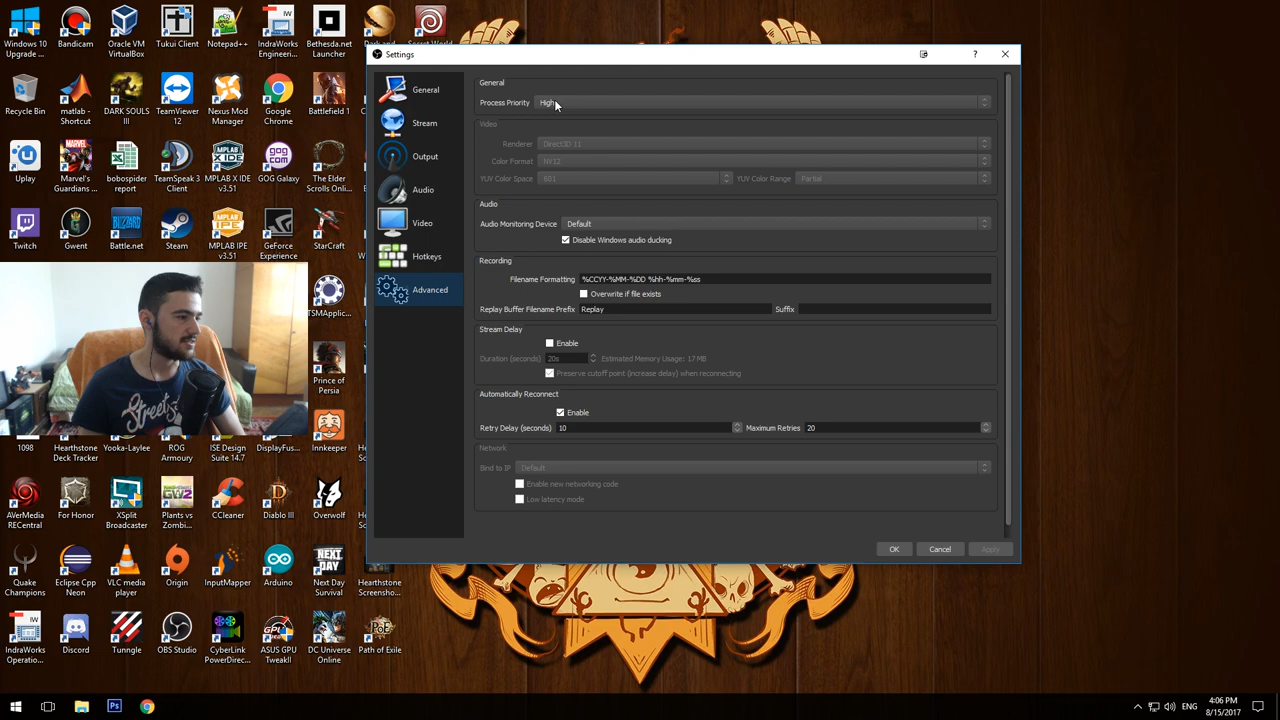 Windows 10
Upgrade ...
Bandicam
Oracle VM
VirtualBox
Tukui Client
Notepad++
IndraWorks
Engineeri...
Bethesda.net
Launcher
Recycle Bin
matlab -
Shortcut
DARK SOULS
III
TeamViewer
12
Nexus Mod
Manager
Google
Chrome
Battlefield 1
Uplay
Marvel's
Guardians ...
bobospider
report
TeamSpeak 3
Client
MPLAB X IDE
v3.51
GOG Galaxy
The Elder
Scrolls Onli...
Twitch
Gwent
Battle.net
Steam
MPLAB IPE
v3.51
GeForce
Experience
StarCraft
TSMApplic...
Prince of
Persia
1098
Hearthstone
Deck Tracker
Yooka-Laylee
ROG
Armoury
ISE Design
Suite 14.7
DisplayFus...
Innkeeper
Hearthstone
AVerMedia
RECentral
For Honor
XSplit
Broadcaster
Plants vs
Zombi...
CCleaner
Diablo III
Overwolf
Quake
Champions
Eclipse Cpp
Neon
VLC media
player
Origin
InputMapper
Arduino
Next Day
Survival
Hearthstone
Screensho...
IndraWorks
Operatio...
Discord
Tunngle
OBS Studio
CyberLink
PowerDirec...
ASUS GPU
TweakII
DC Universe
Online
Path of Exile
Settings
General
Stream
Output
Audio
Video
Hotkeys
Advanced
General
Process Priority High
Video
Renderer Direct3D 11
Color Format NV12
YUV Color Space 601 YUV Color Range Partial
Audio
Audio Monitoring Device Default
Disable Windows audio ducking
Recording
Filename Formatting %CCYY-%MM-%DD %hh-%mm-%ss
Overwrite if file exists
Replay Buffer Filename Prefix Replay Suffix
Stream Delay
Enable
Duration (seconds) 20s Estimated Memory Usage: 17 MB
Preserve cutoff point (increase delay) when reconnecting
Automatically Reconnect
Enable
Retry Delay (seconds) 10 Maximum Retries 20
Network
Bind to IP Default
Enable new networking code
Low latency mode
OK Cancel Apply
ENG
4:06 PM
8/15/2017